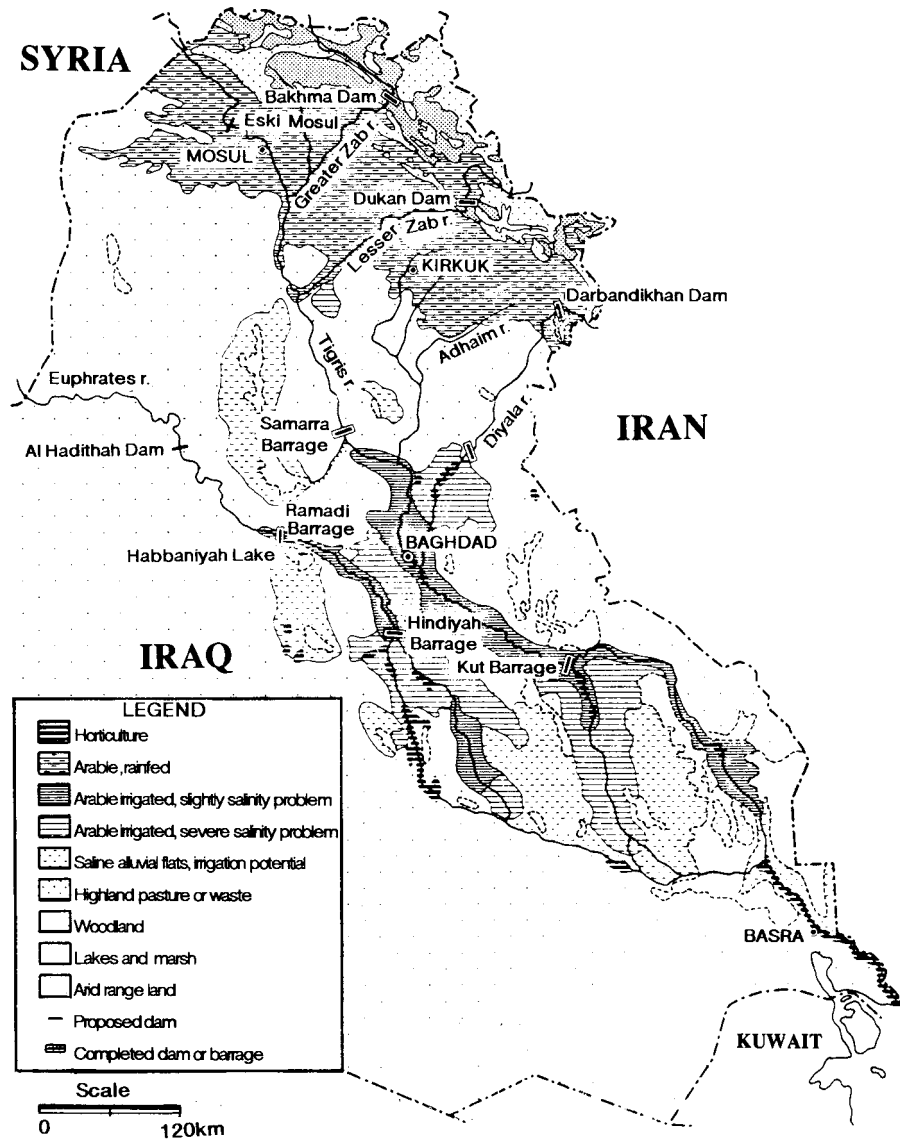 SYRIA
Bakhma Dam
Eski Mosul
MOSUL
Greater Zab r.
Dukan Dam
Lesser Zab r.
KIRKUK
Darbandikhan Dam
Adhaim r.
Tigris r.
Euphrates r.
Diyala r.
IRAN
Samarra
Barrage
Al Hadithah Dam
Ramadi
Barrage
BAGHDAD
Habbaniyah Lake
Hindiyah
Barrage
IRAQ
Kut Barrage
LEGEND
Horticulture
Arable, rainfed
Arable irrigated, slightly salinity problem
Arable irrigated, severe salinity problem
Saline alluvial flats, irrigation potential
Highland pasture or waste
Woodland
Lakes and marsh
Arid range land
Proposed dam
Completed dam or barrage
BASRA
KUWAIT
Scale
0 120km